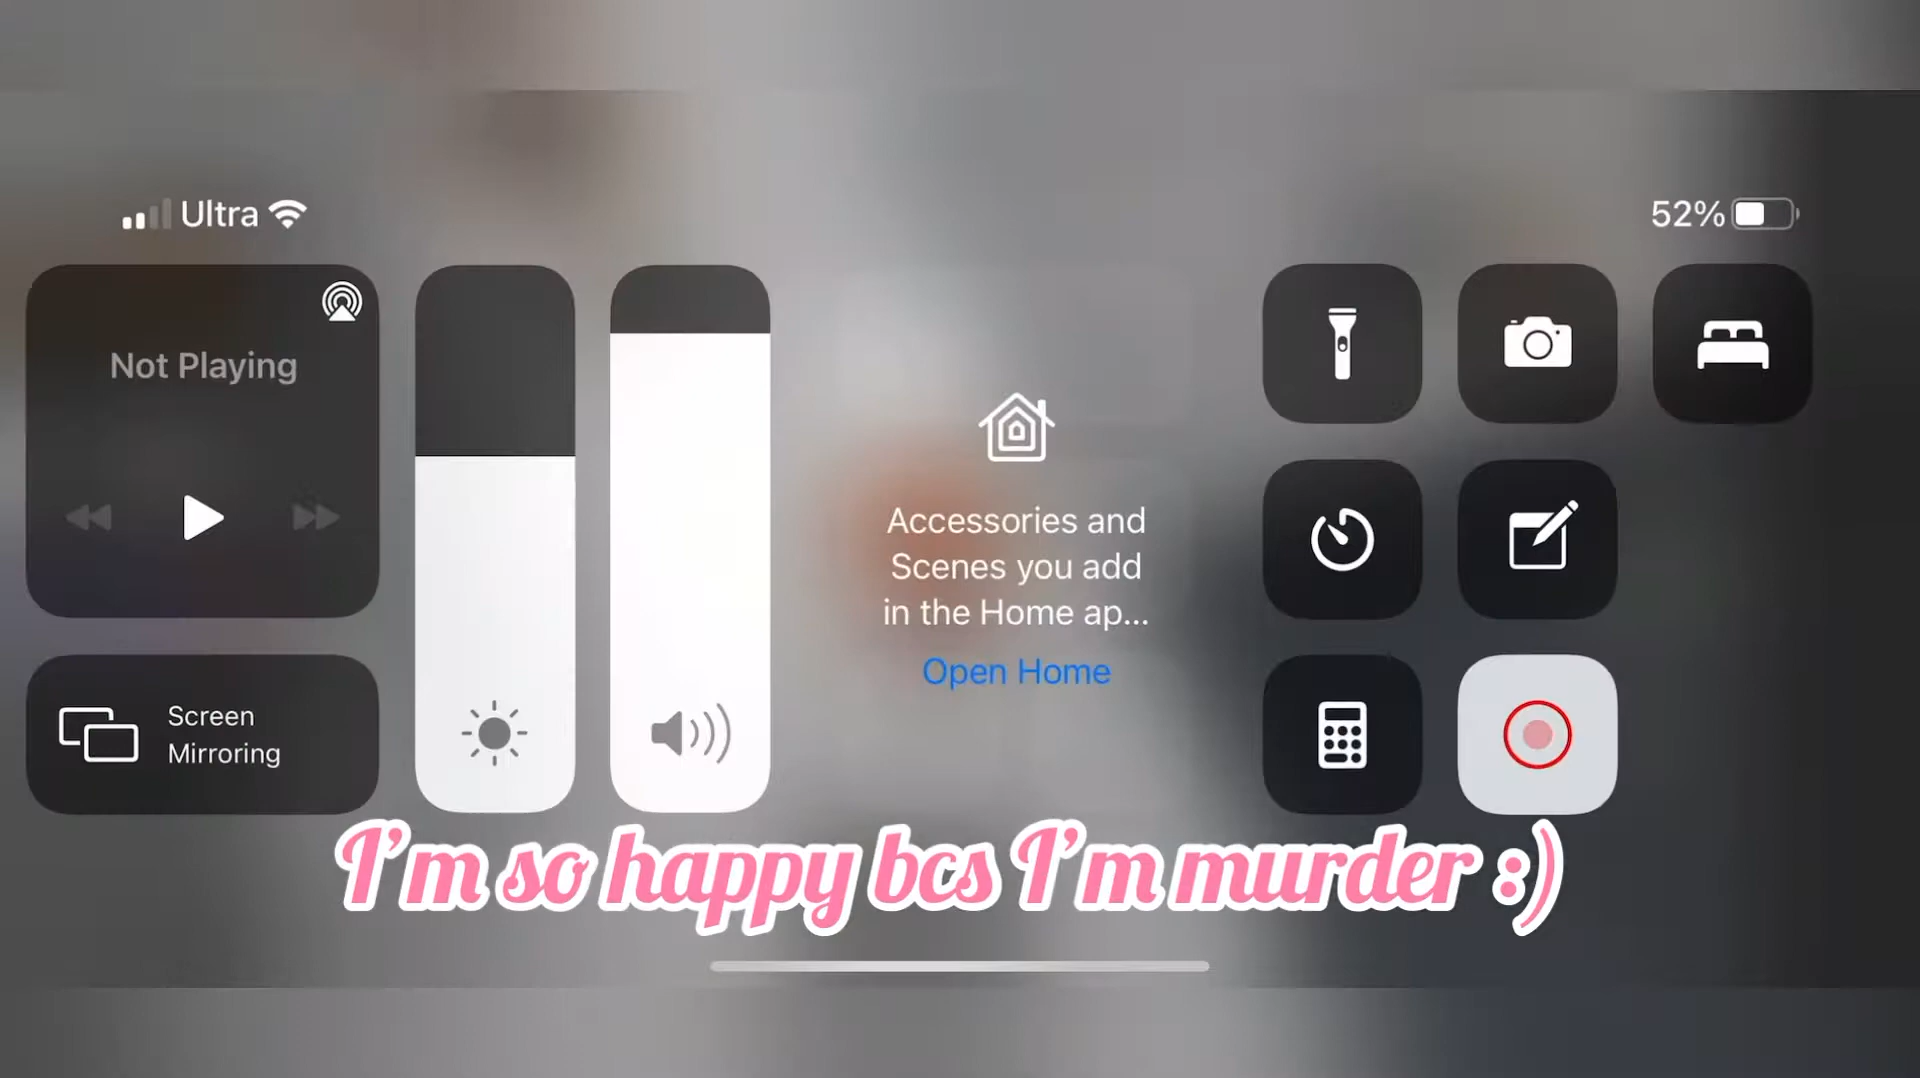 Ultra
52%
Not Playing
Accessories and
Scenes you add
in the Home ap...
Open Home
Screen
Mirroring
I'm so happy bcs I'm murder :)